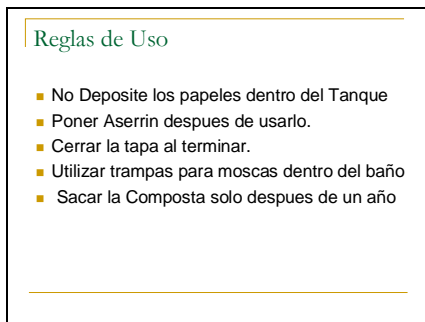 Reglas de Uso
No Deposite los papeles dentro del Tanque
Poner Aserrin despues de usarlo.
Cerrar la tapa al terminar.
Utilizar trampas para moscas dentro del baño
Sacar la Composta solo despues de un año